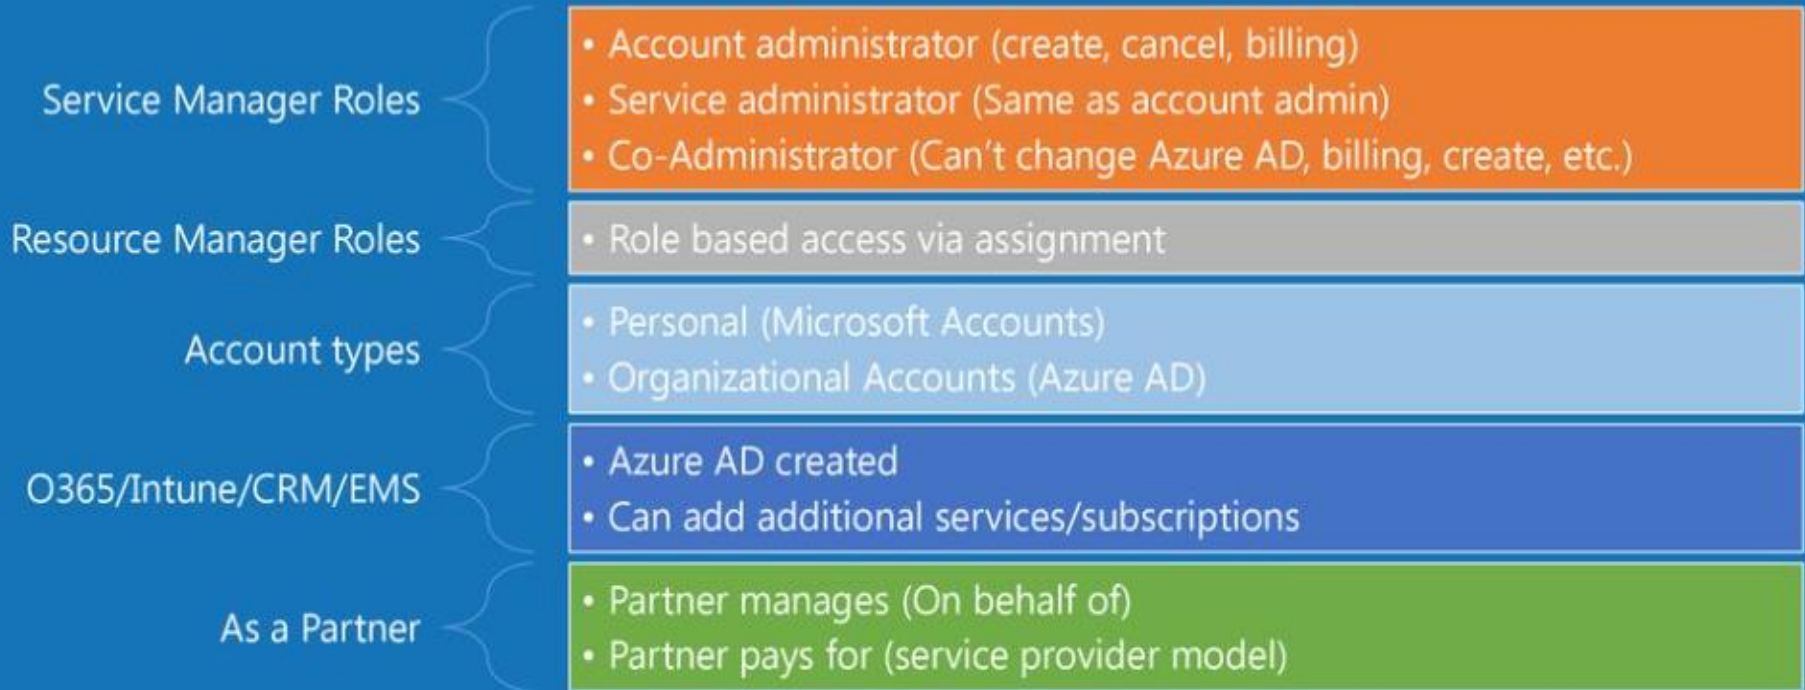 Service Manager Roles
• Account administrator (create, cancel, billing)
• Service administrator (Same as account admin)
• Co-Administrator (Can't change Azure AD, billing, create, etc.)
Resource Manager Roles
• Role based access via assignment
Account types
• Personal (Microsoft Accounts)
• Organizational Accounts (Azure AD)
O365/Intune/CRM/EMS
• Azure AD created
• Can add additional services/subscriptions
As a Partner
• Partner manages (On behalf of)
• Partner pays for (service provider model)